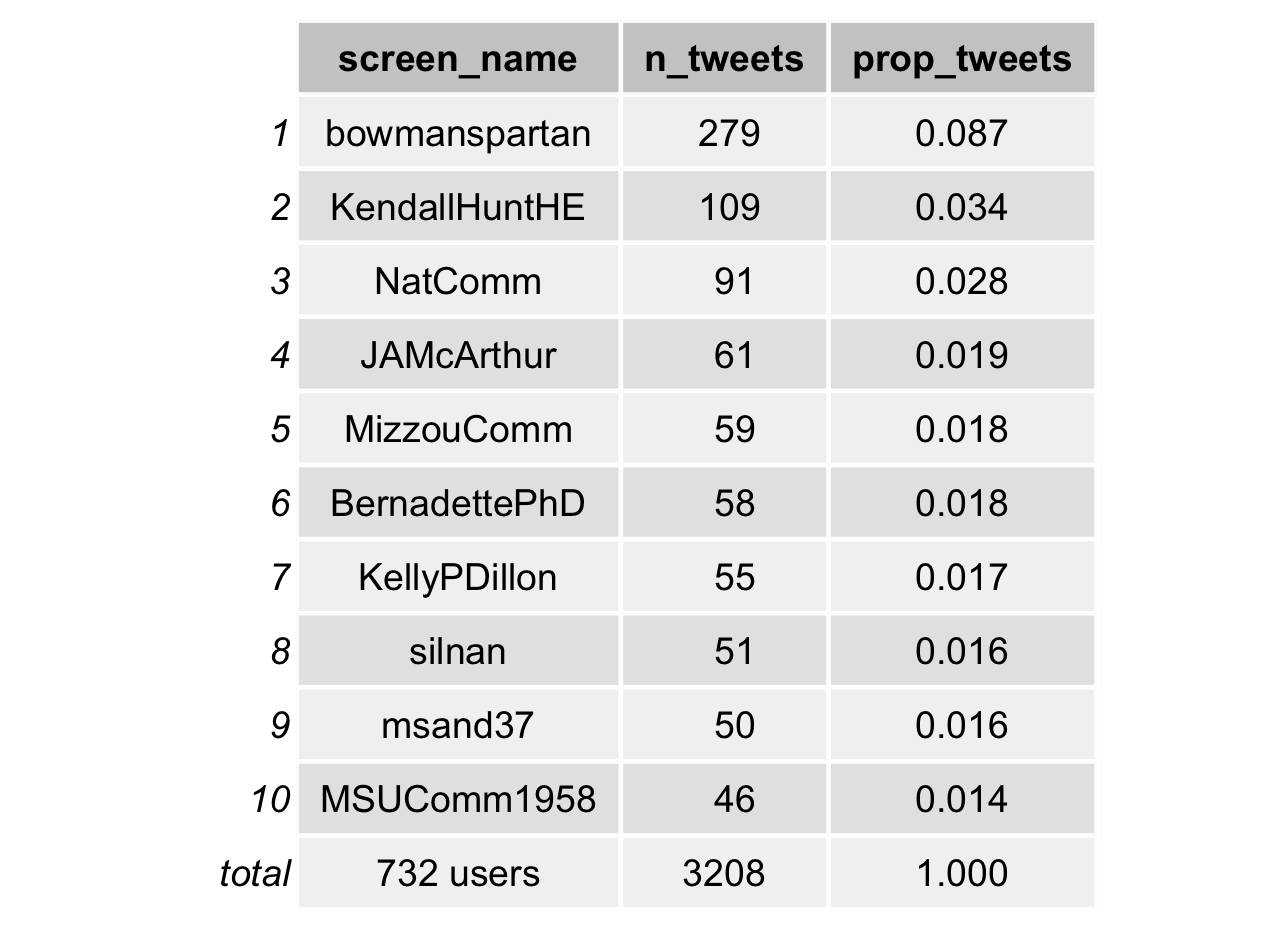 screen_name n_tweets prop_tweets
1 bowmanspartan 279 0.087
2 KendallHuntHE 109 0.034
3 NatComm 91 0.028
4 JAMcArthur 61 0.019
5 MizzouComm 59 0.018
6 BernadettePhD 58 0.018
7 KellyPDillon 55 0.017
8 silnan 51 0.016
9 msand37 50 0.016
10 MSUComm1958 46 0.014
total 732 users 3208 1.000